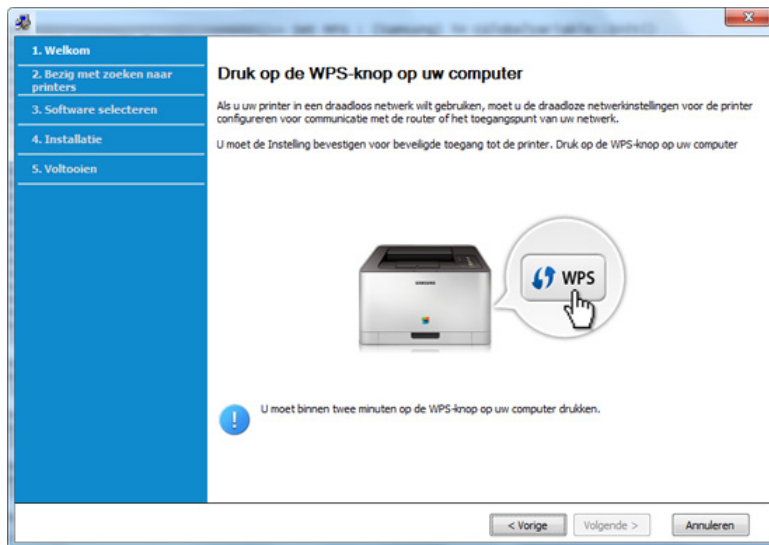 1. Welkom
2. Bezig met zoeken naar
printers
3. Software selecteren
4. Installatie
5. Voltooien
Druk op de WPS-knop op uw computer
Als u uw printer in een draadloos netwerk wilt gebruiken, moet u de draadloze netwerkinstellingen voor de printer
configureren voor communicatie met de router of het toegangspunt van uw netwerk.
U moet de Instelling bevestigen voor beveiligde toegang tot de printer. Druk op de WPS-knop op uw computer
SAMSUNG
WPS
U moet binnen twee minuten op de WPS-knop op uw computer drukken.
< Vorige
Volgende >
Annuleren